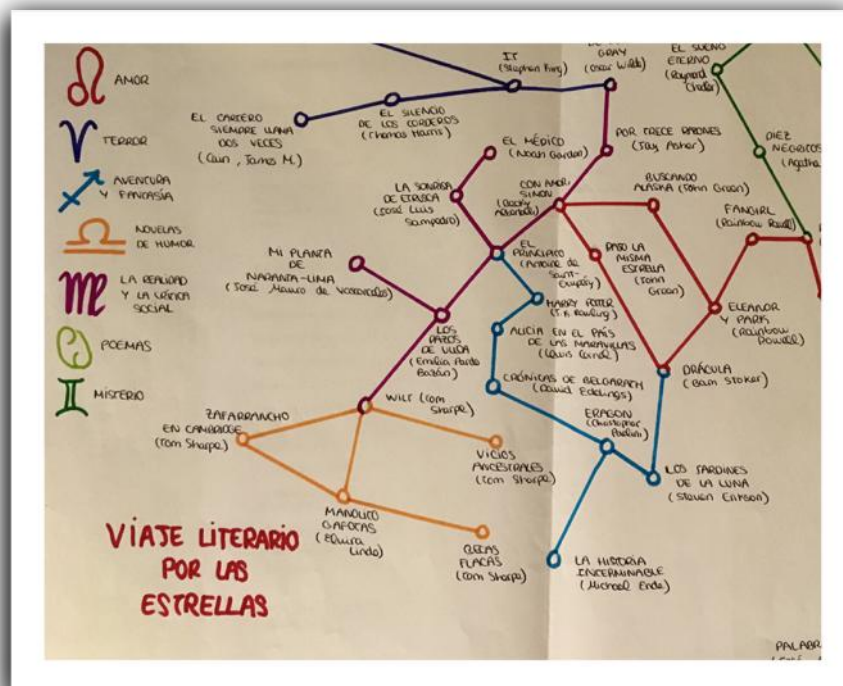 AMOR
TERROR
AVENTURA
Y FANTASÍA
NOVELAS
DE HUMOR
LA REALIDAD
Y LA CRÍTICA
SOCIAL
POEMAS
MISTERIO
EL CARTERO
SIEMPRE LLAMA
DOS VECES
(Cain, James M.)
EL SILENCIO
DE LOS CORDEROS
(Thomas Harris)
IT
(Stephen King)
GRAY
(Oscar Wilde)
EL SUEÑO
ETERNO
DIEZ
NEGRITOS
(Agatha
POR TRECE RAZONES
(Jay Asher)
EL MÉDICO
(Noah Gordon)
LA SONRISA
DE ETRUSCA
(José Luis
Sampedro)
CON AMOR,
SIMON
(Becky
BUSCANDO
ALASKA (John Green)
FANGIRL
(Rainbow
MI PLANTA
DE
NARANJA-LIMA
(José Mauro de Vasconcelos)
EL
PRINCIPITO
(Antoine de
Saint-
BAJO LA
MISMA
ESTRELLA
(John
Green)
HARRY POTTER
(J.K Rowling)
ELEANOR
Y PARK
(Rainbow
LOS
PAZOS
DE ULLOA
(Emilia Pardo
Bazán)
ALICIA EN EL PAÍS
DE LAS MARAVILLAS
(Lewis
DRÁCULA
(Bram Stoker)
CRÓNICAS DE BELGARATH
(David Eddings)
WILT (Tom
Sharpe)
ERAGON
(Christopher
Paolini)
ZAFARRANCHO
EN CAMBRIDGE
(Tom Sharpe)
VICIOS
ANCESTRALES
(Tom Sharpe)
LOS JARDINES
DE LA LUNA
(Steven Erikson)
MANOLITO
GAFOTAS
(Elvira
Lindo)
FLACAS
(Tom Sharpe)
LA HISTORIA
INTERMINABLE
(Michael Ende)
VIAJE LITERARIO
POR LAS
ESTRELLAS
PALABR